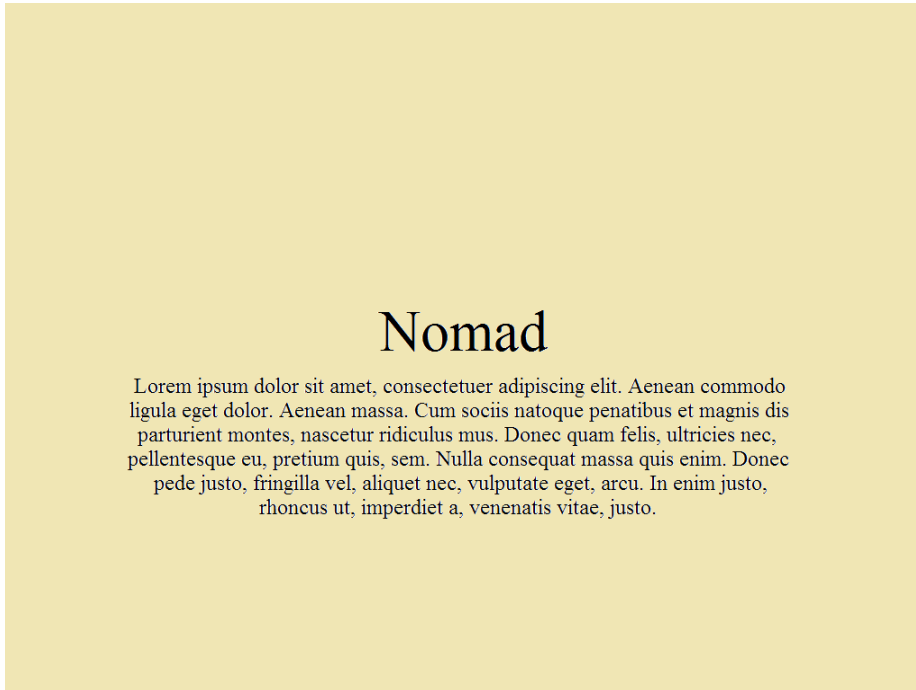 Nomad
Lorem ipsum dolor sit amet, consectetuer adipiscing elit. Aenean commodo
ligula eget dolor. Aenean massa. Cum sociis natoque penatibus et magnis dis
parturient montes, nascetur ridiculus mus. Donec quam felis, ultricies nec,
pellentesque eu, pretium quis, sem. Nulla consequat massa quis enim. Donec
pede justo, fringilla vel, aliquet nec, vulputate eget, arcu. In enim justo,
rhoncus ut, imperdiet a, venenatis vitae, justo.